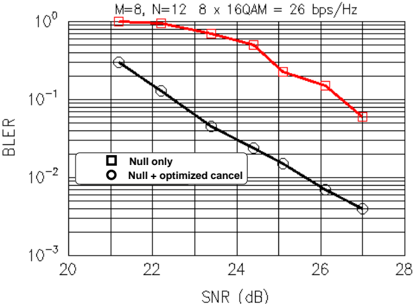 M=8, N=12 8 x 16QAM = 26 bps/Hz
10^0
10^-1
10^-2
10^-3
BLER
Null only
Null + optimized cancel
20 22 24 26 28
SNR (dB)